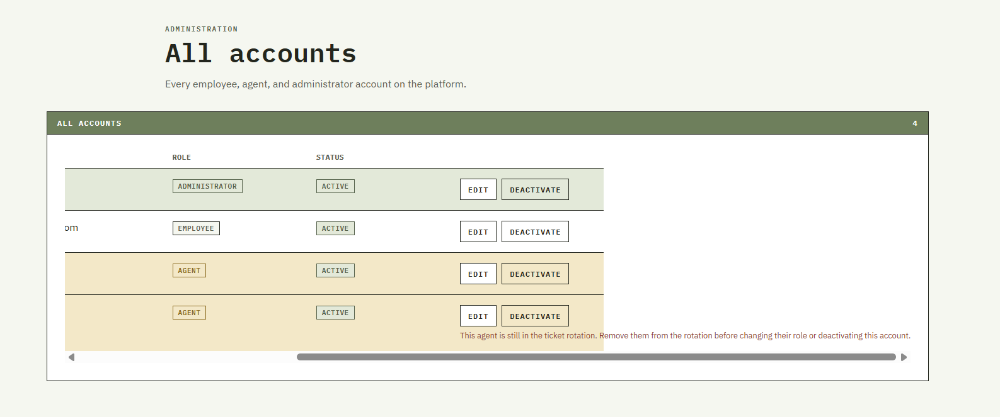 ADMINISTRATION
All accounts
Every employee, agent, and administrator account on the platform.
ALL ACCOUNTS 4
ROLE STATUS
ADMINISTRATOR ACTIVE EDIT DEACTIVATE
om EMPLOYEE ACTIVE EDIT DEACTIVATE
AGENT ACTIVE EDIT DEACTIVATE
AGENT ACTIVE EDIT DEACTIVATE
This agent is still in the ticket rotation. Remove them from the rotation before changing their role or deactivating this account.